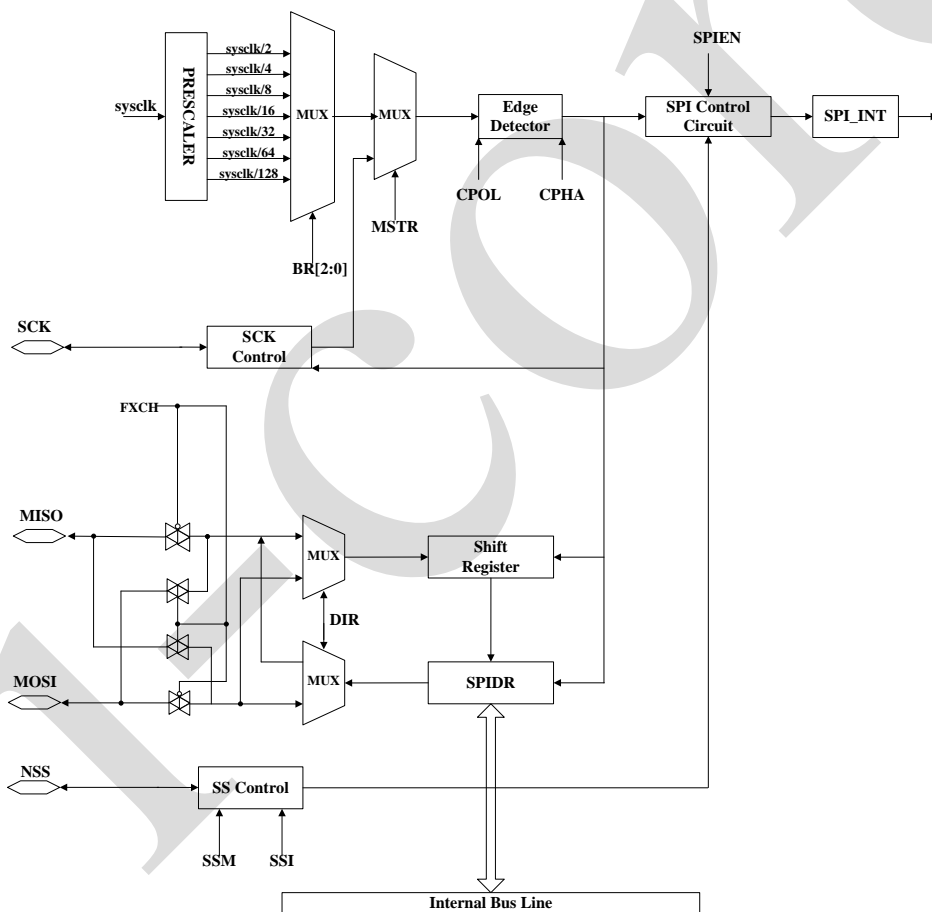 SPIEN
sysclk/2
sysclk/4
sysclk/8
sysclk/16
sysclk/32
sysclk/64
sysclk/128
sysclk
PRESCALER
MUX
MUX
Edge
Detector
SPI Control
Circuit
SPI_INT
CPOL
CPHA
MSTR
BR[2:0]
SCK
SCK
Control
FXCH
MISO
MUX
Shift
Register
DIR
MOSI
MUX
SPIDR
NSS
SS Control
SSM
SSI
Internal Bus Line